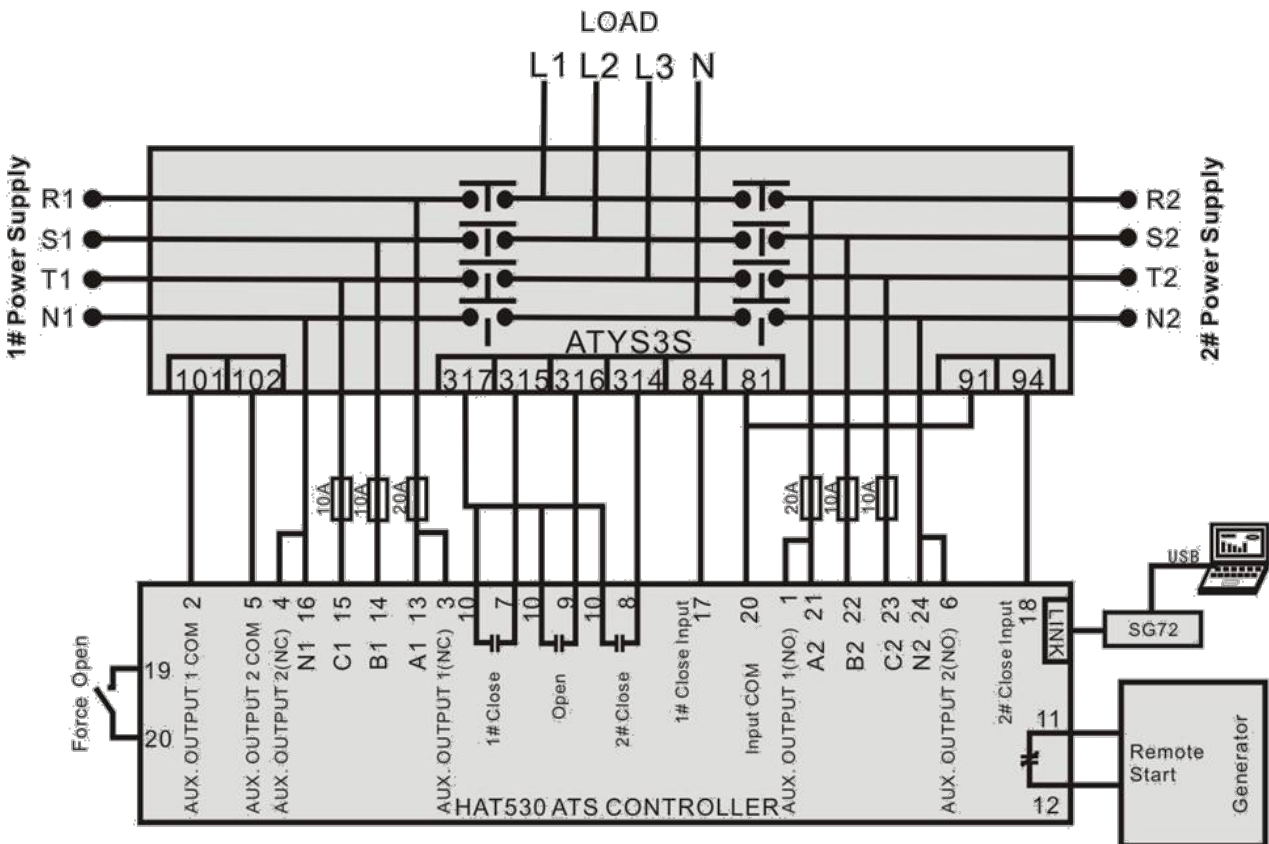 LOAD
L1 L2 L3 N
1# Power Supply
R1
S1
T1
N1
R2
S2
T2
N2
2# Power Supply
ATYS3S
101 102 317 315 316 314 84 81 91 94
10A 10A 20A 20A 10A 10A
USB
SG72
LINK
Force Open
19
20
2 5 4 16 15 14 13 3 10 7 10 9 10 8 17 20 1 21 22 23 24 6 18
AUX. OUTPUT 1 COM
AUX. OUTPUT 2 COM
AUX. OUTPUT 2(NC)
N1
C1
B1
A1
AUX. OUTPUT 1(NC)
1# Close
Open
2# Close
1# Close Input
Input COM
AUX. OUTPUT 1(NO)
A2
B2
C2
N2
AUX. OUTPUT 2(NO)
2# Close Input
11
12
Remote
Start
Generator
HAT530 ATS CONTROLLER